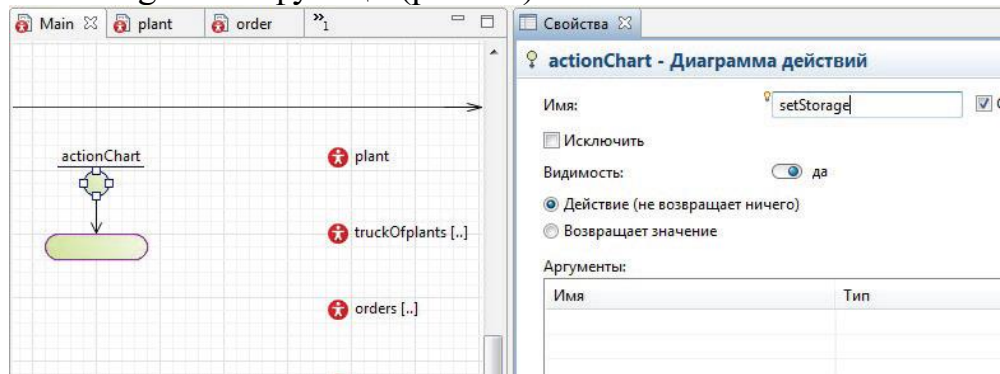 Main plant order »1
actionChart
plant
truckOfplants [..]
orders [..]
Свойства
actionChart - Диаграмма действий
Имя: setStorage
Исключить
Видимость: да
Действие (не возвращает ничего)
Возвращает значение
Аргументы:
Имя Тип